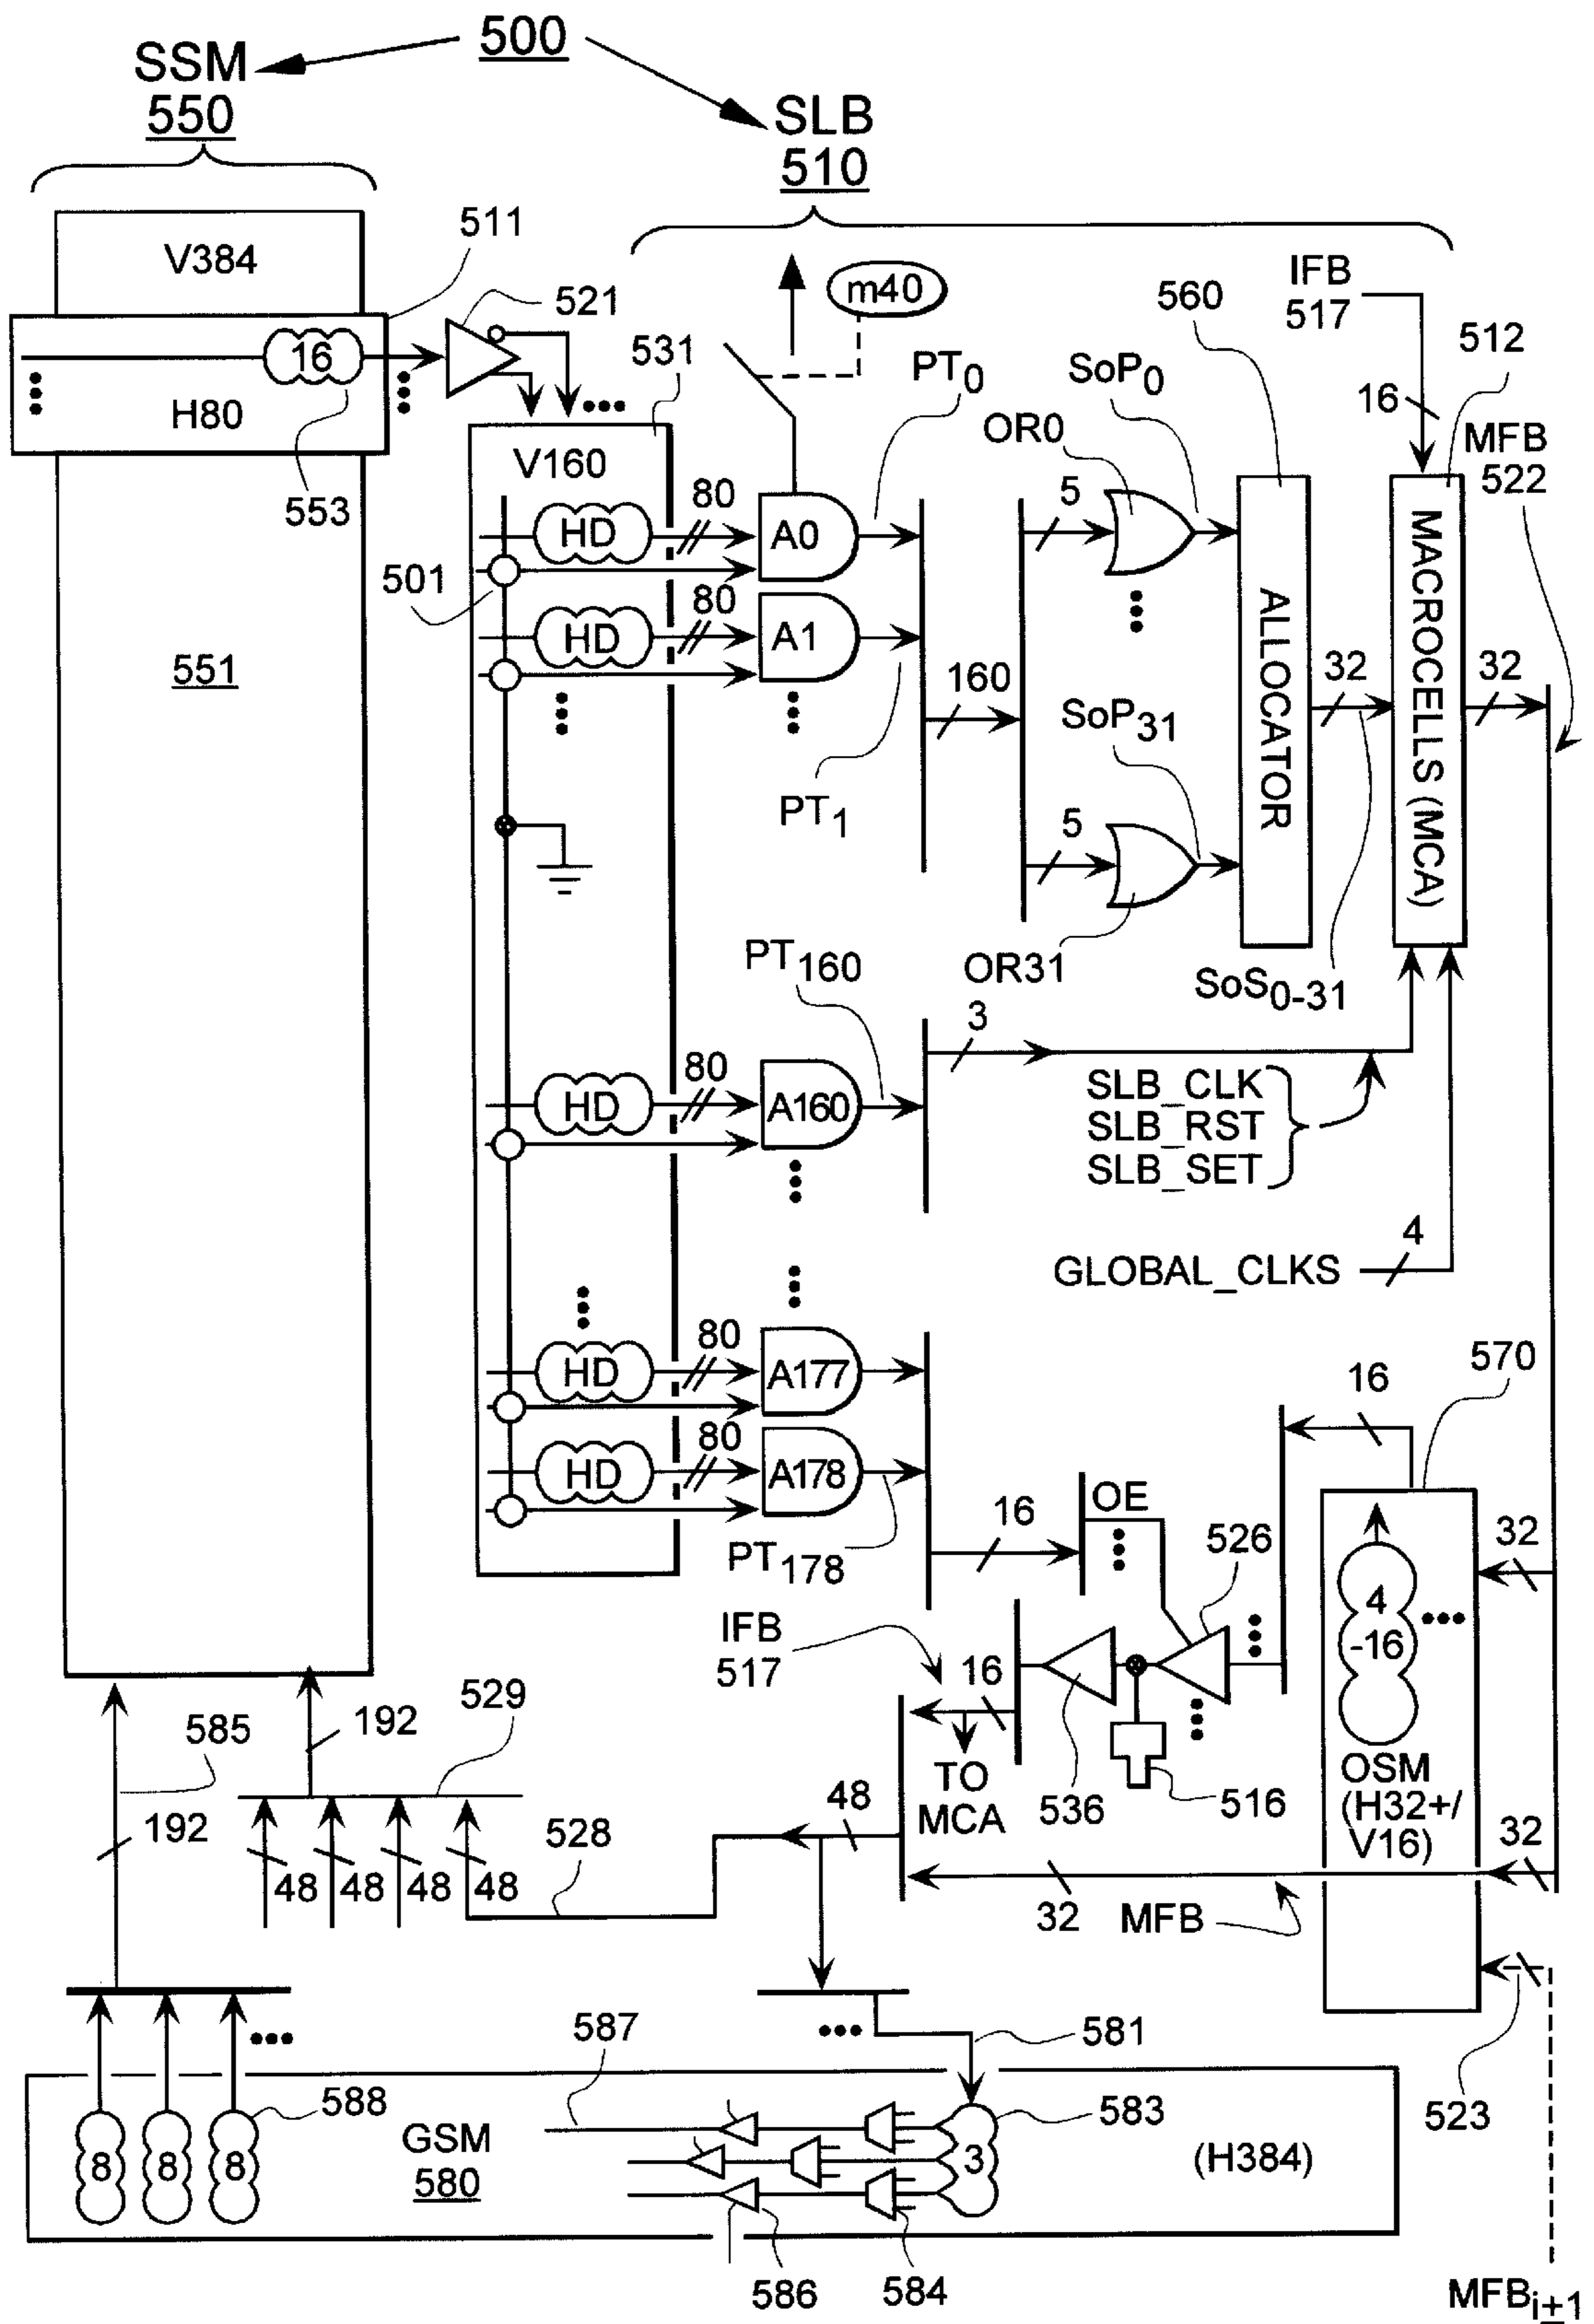 500
SSM
550
SLB
510
511
V384
521
m40
IFB
517
560
512
16
531
PT0
SoP0
H80
553
16
MFB
522
V160
OR0
5
HD
80
A0
501
HD
80
A1
551
160
SoP31
32
32
PT1
5
ALLOCATOR
MACROCELLS (MCA)
PT160
OR31
SoS0-31
3
HD
80
A160
SLB_CLK
SLB_RST
SLB_SET
4
GLOBAL_CLKS
HD
80
A177
570
16
HD
80
A178
OE
16
526
32
PT178
4
-16
IFB
517
16
585
192
529
TO
MCA
536
516
OSM
(H32+/
V16)
192
528
48
32
48
48
48
48
32
MFB
587
581
588
583
523
8
8
8
GSM
580
3
(H384)
586
584
MFBi±1